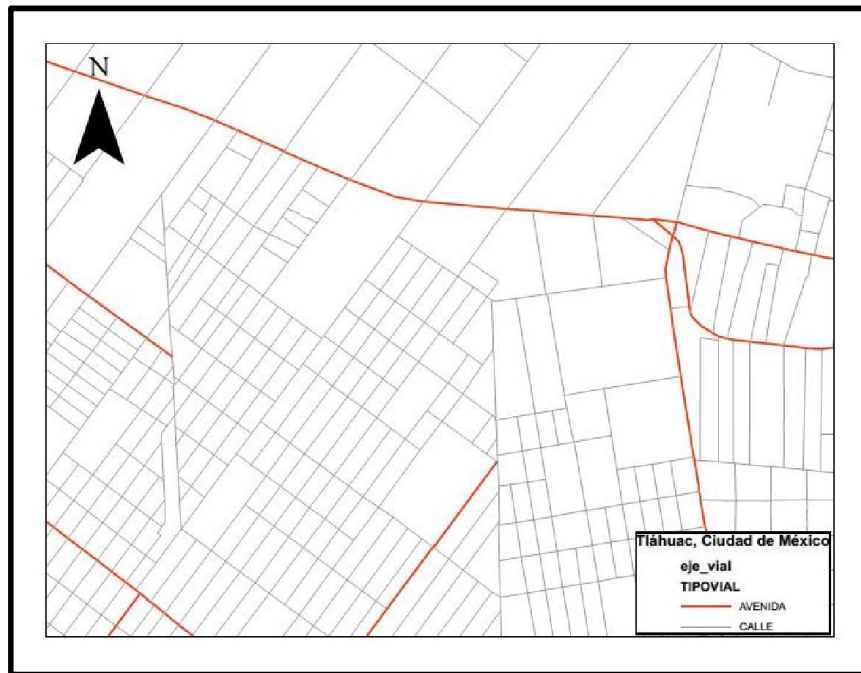 N
Tláhuac, Ciudad de México
eje_vial
TIPOVIAL
AVENIDA
CALLE